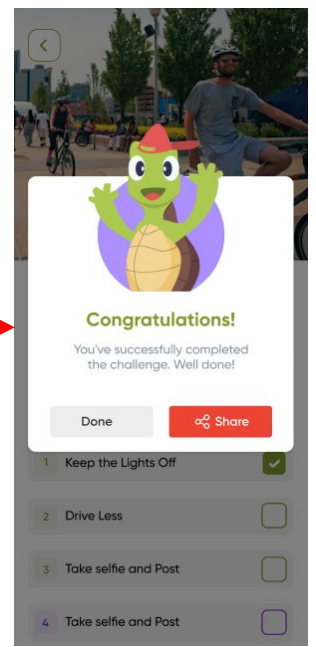 Congratulations!
You've successfully completed
the challenge. Well done!
Done
Share
1 Keep the Lights Off
2 Drive Less
3 Take selfie and Post
4 Take selfie and Post